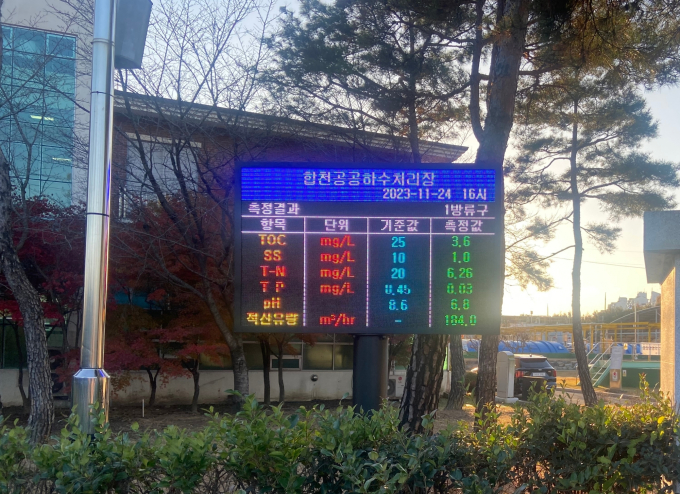 합천공공하수처리장
2023-11-24 16시
측정결과 1방류구
항목 단위 기준값 측정값
TOC mg/L 25 3.6
SS mg/L 10 1.0
T-N mg/L 20 6.26
T P mg/L 0.45 0.03
pH 8.6 6.8
적산유량 m³/hr - 184.0